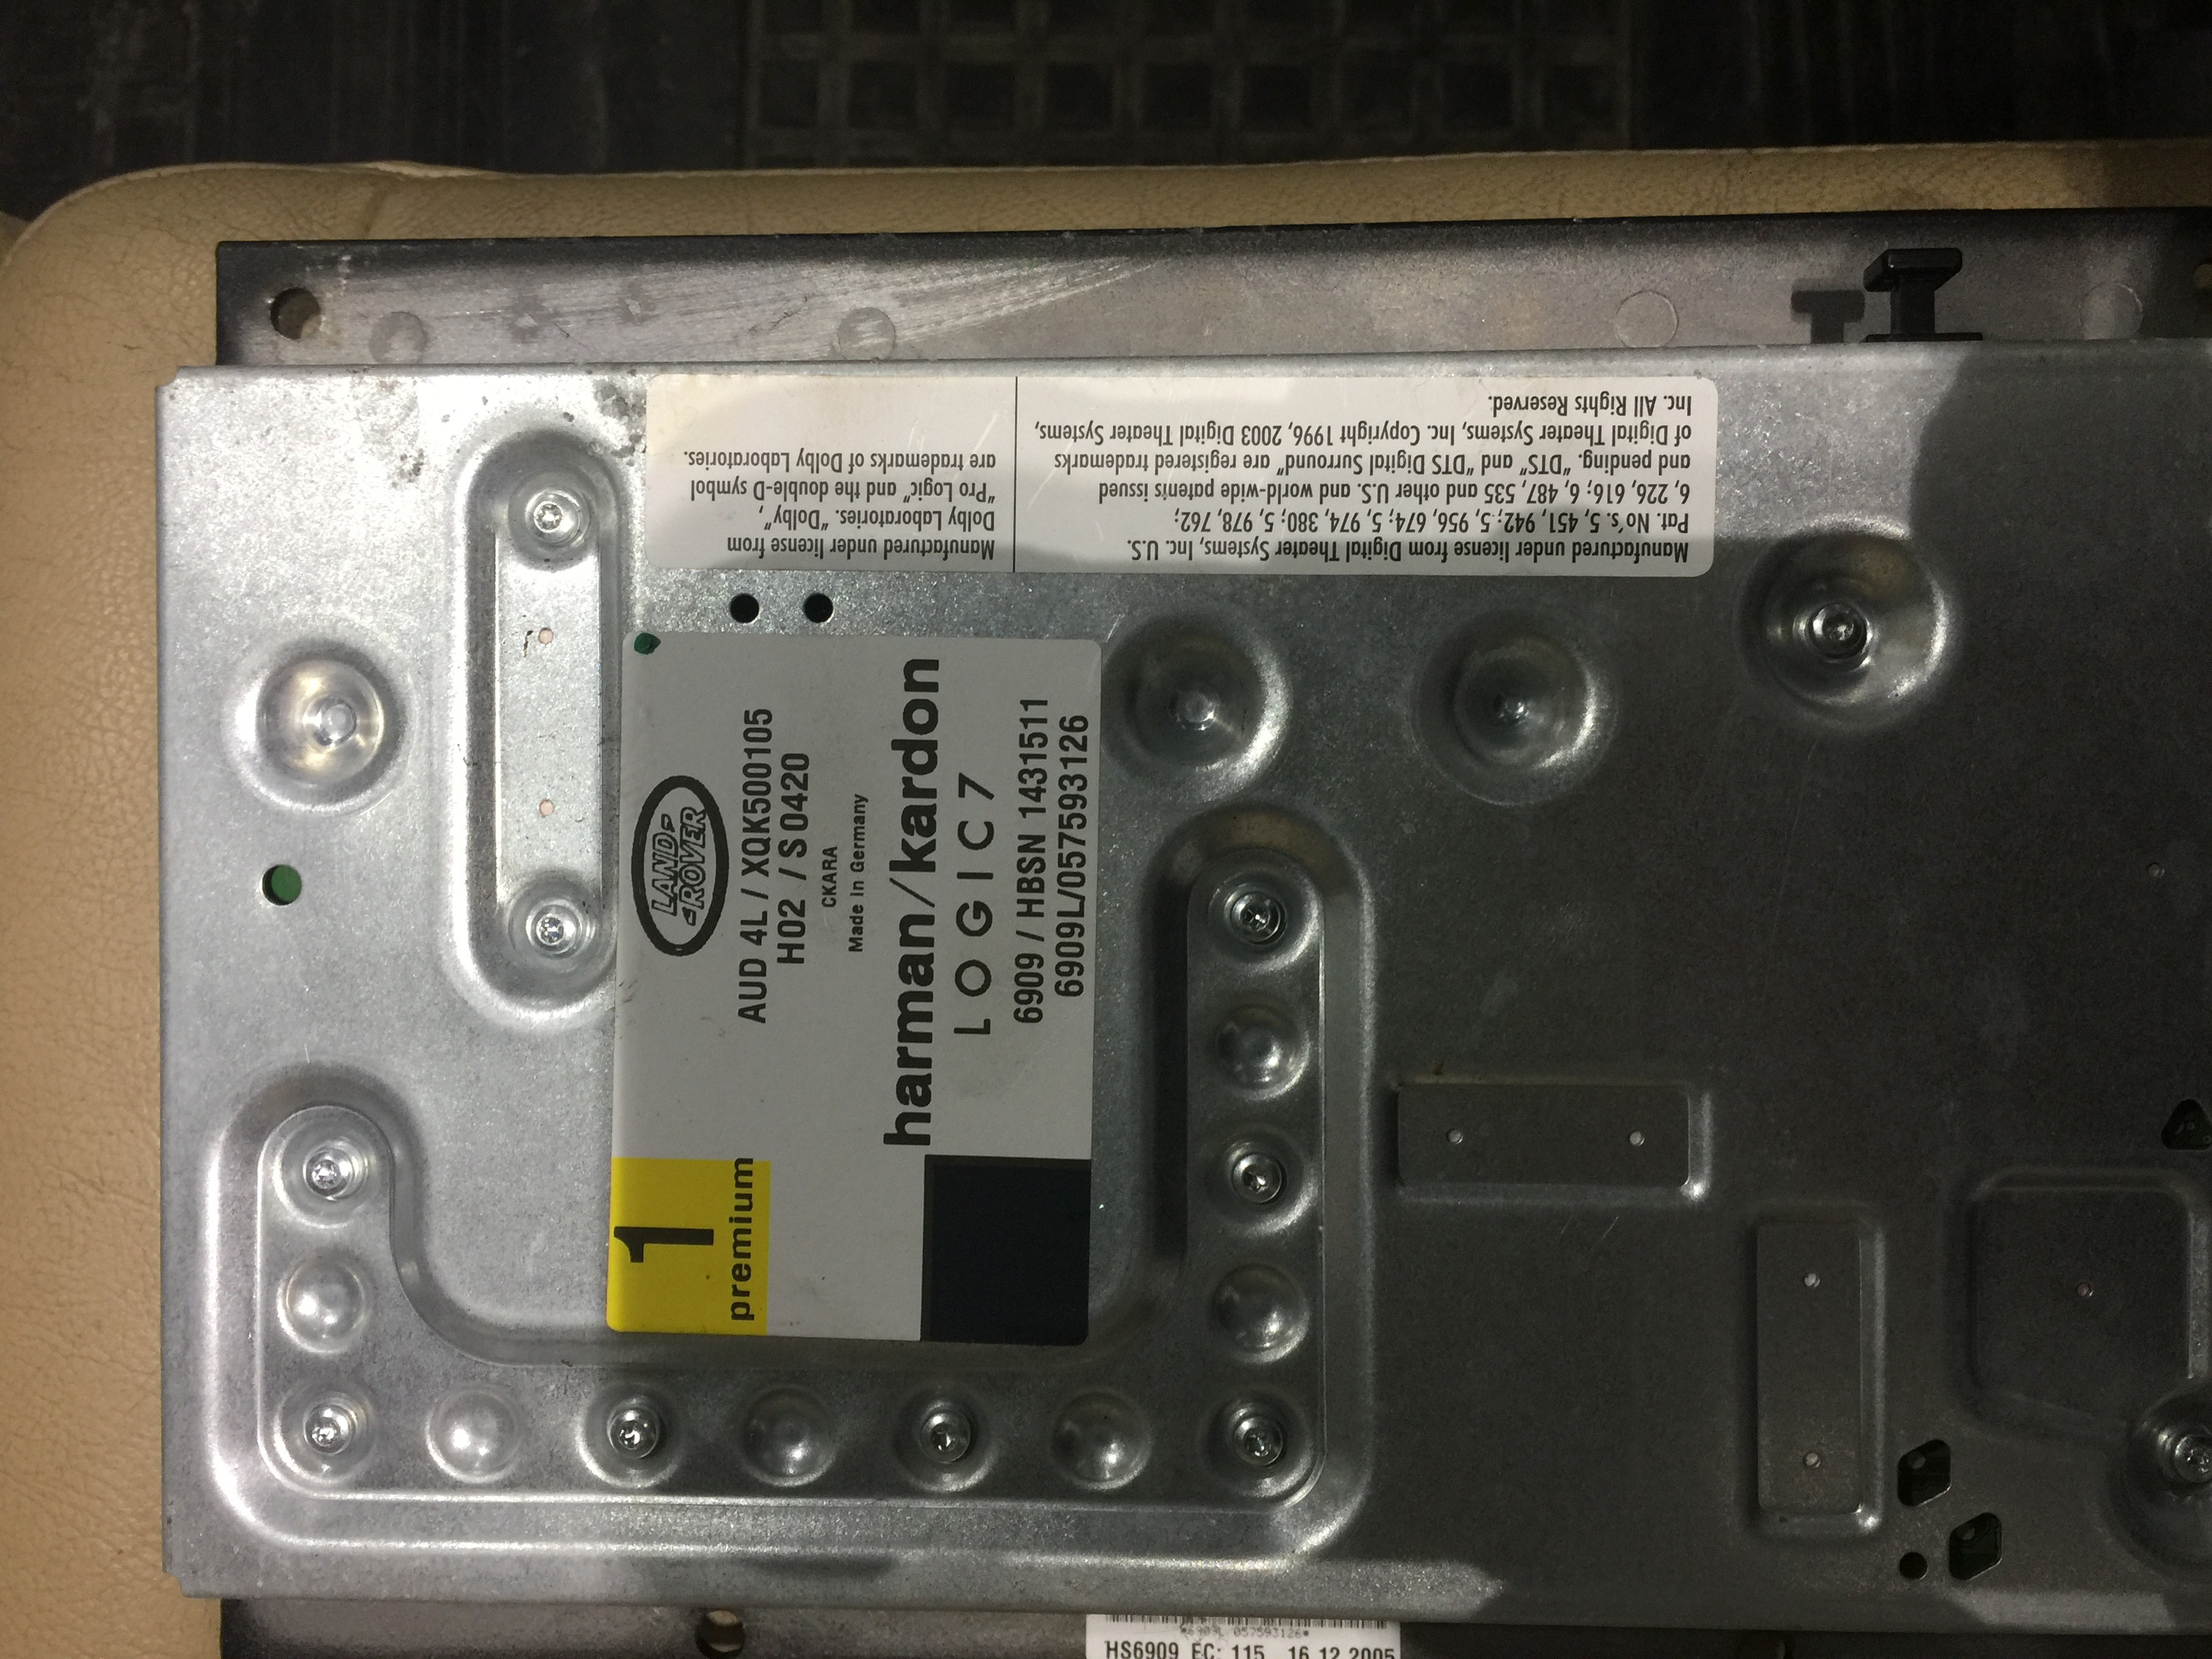 Manufactured under license from
Dolby Laboratories. "Dolby",
"Pro Logic" and the double-D symbol
are trademarks of Dolby Laboratories.
Manufactured under license from Digital Theater Systems, Inc. U.S.
Pat. No's. 5, 451, 942; 5, 956, 674; 5, 974, 380; 5, 978, 762;
6, 226, 616; 6, 487, 535 and other U.S. and world-wide patents issued
and pending. "DTS" and "DTS Digital Surround" are registered trademarks
of Digital Theater Systems, Inc. Copyright 1996, 2003 Digital Theater Systems,
Inc. All Rights Reserved.
1
premium
LAND
ROVER
AUD 4L / XQK500105
H02 / S 0420
CKARA
Made in Germany
harman/kardon
LOGIC7
6909 / HBSN 1431511
6909L/057593126
*6909L 057593126*
HS6909 EC: 115 16.12.2005